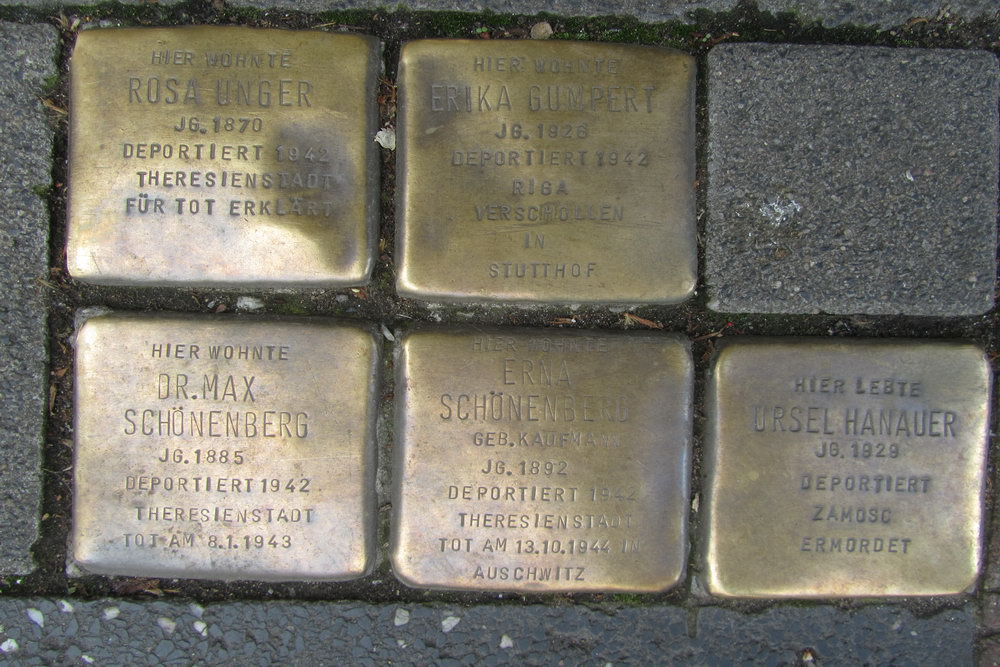 HIER WOHNTE
ROSA UNGER
JG. 1870
DEPORTIERT 1942
THERESIENSTADT
FÜR TOT ERKLÄRT
HIER WOHNTE
ERIKA GUMPERT
JG. 1926
DEPORTIERT 1942
RIGA
VERSCHOLLEN
IN
STUTTHOF
HIER WOHNTE
DR. MAX
SCHÖNENBERG
JG. 1885
DEPORTIERT 1942
THERESIENSTADT
TOT AM 8.1.1943
HIER WOHNTE
ERNA
SCHÖNENBERG
GEB. KAUFMANN
JG. 1892
DEPORTIERT 1942
THERESIENSTADT
TOT AM 13.10.1944 IN
AUSCHWITZ
HIER LEBTE
URSEL HANAUER
JG. 1929
DEPORTIERT
ZAMOSC
ERMORDET